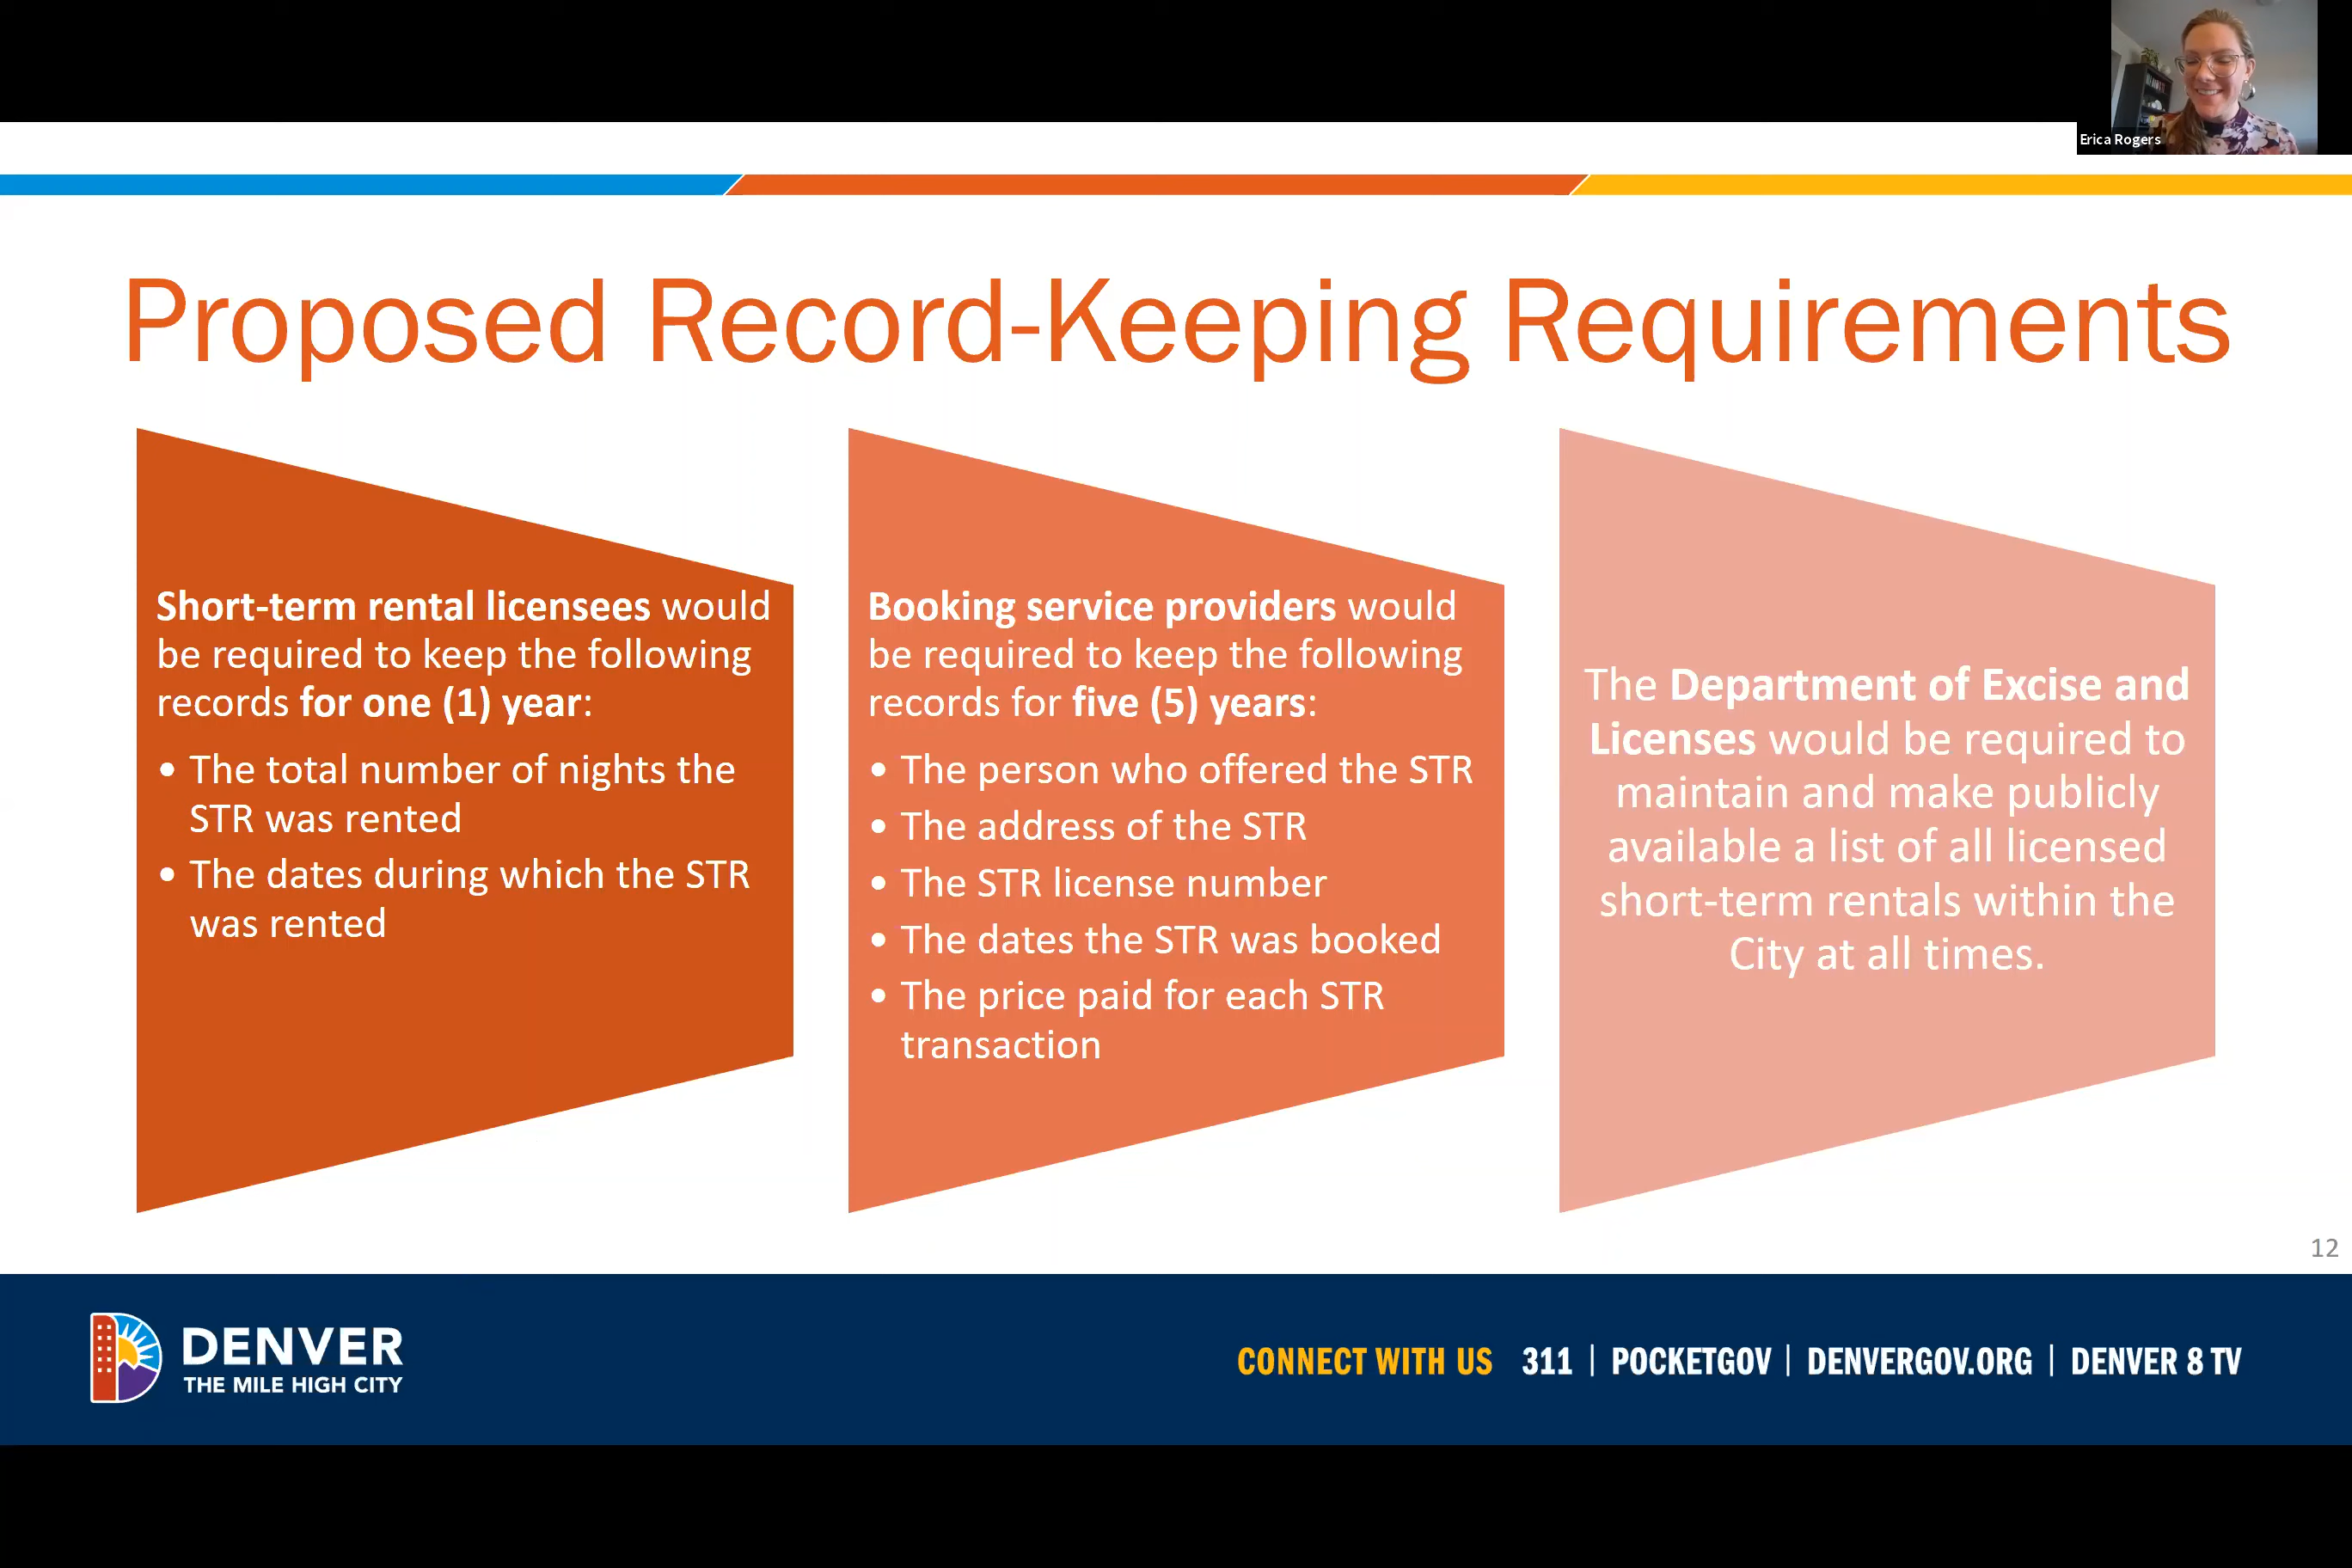 Erica Rogers
Proposed Record-Keeping Requirements
Short-term rental licensees would
be required to keep the following
records for one (1) year:
• The total number of nights the
STR was rented
• The dates during which the STR
was rented
Booking service providers would
be required to keep the following
records for five (5) years:
• The person who offered the STR
• The address of the STR
• The STR license number
• The dates the STR was booked
• The price paid for each STR
transaction
The Department of Excise and
Licenses would be required to
maintain and make publicly
available a list of all licensed
short-term rentals within the
City at all times.
12
DENVER
THE MILE HIGH CITY
CONNECT WITH US 311 | POCKETGOV | DENVERGOV.ORG | DENVER 8 TV